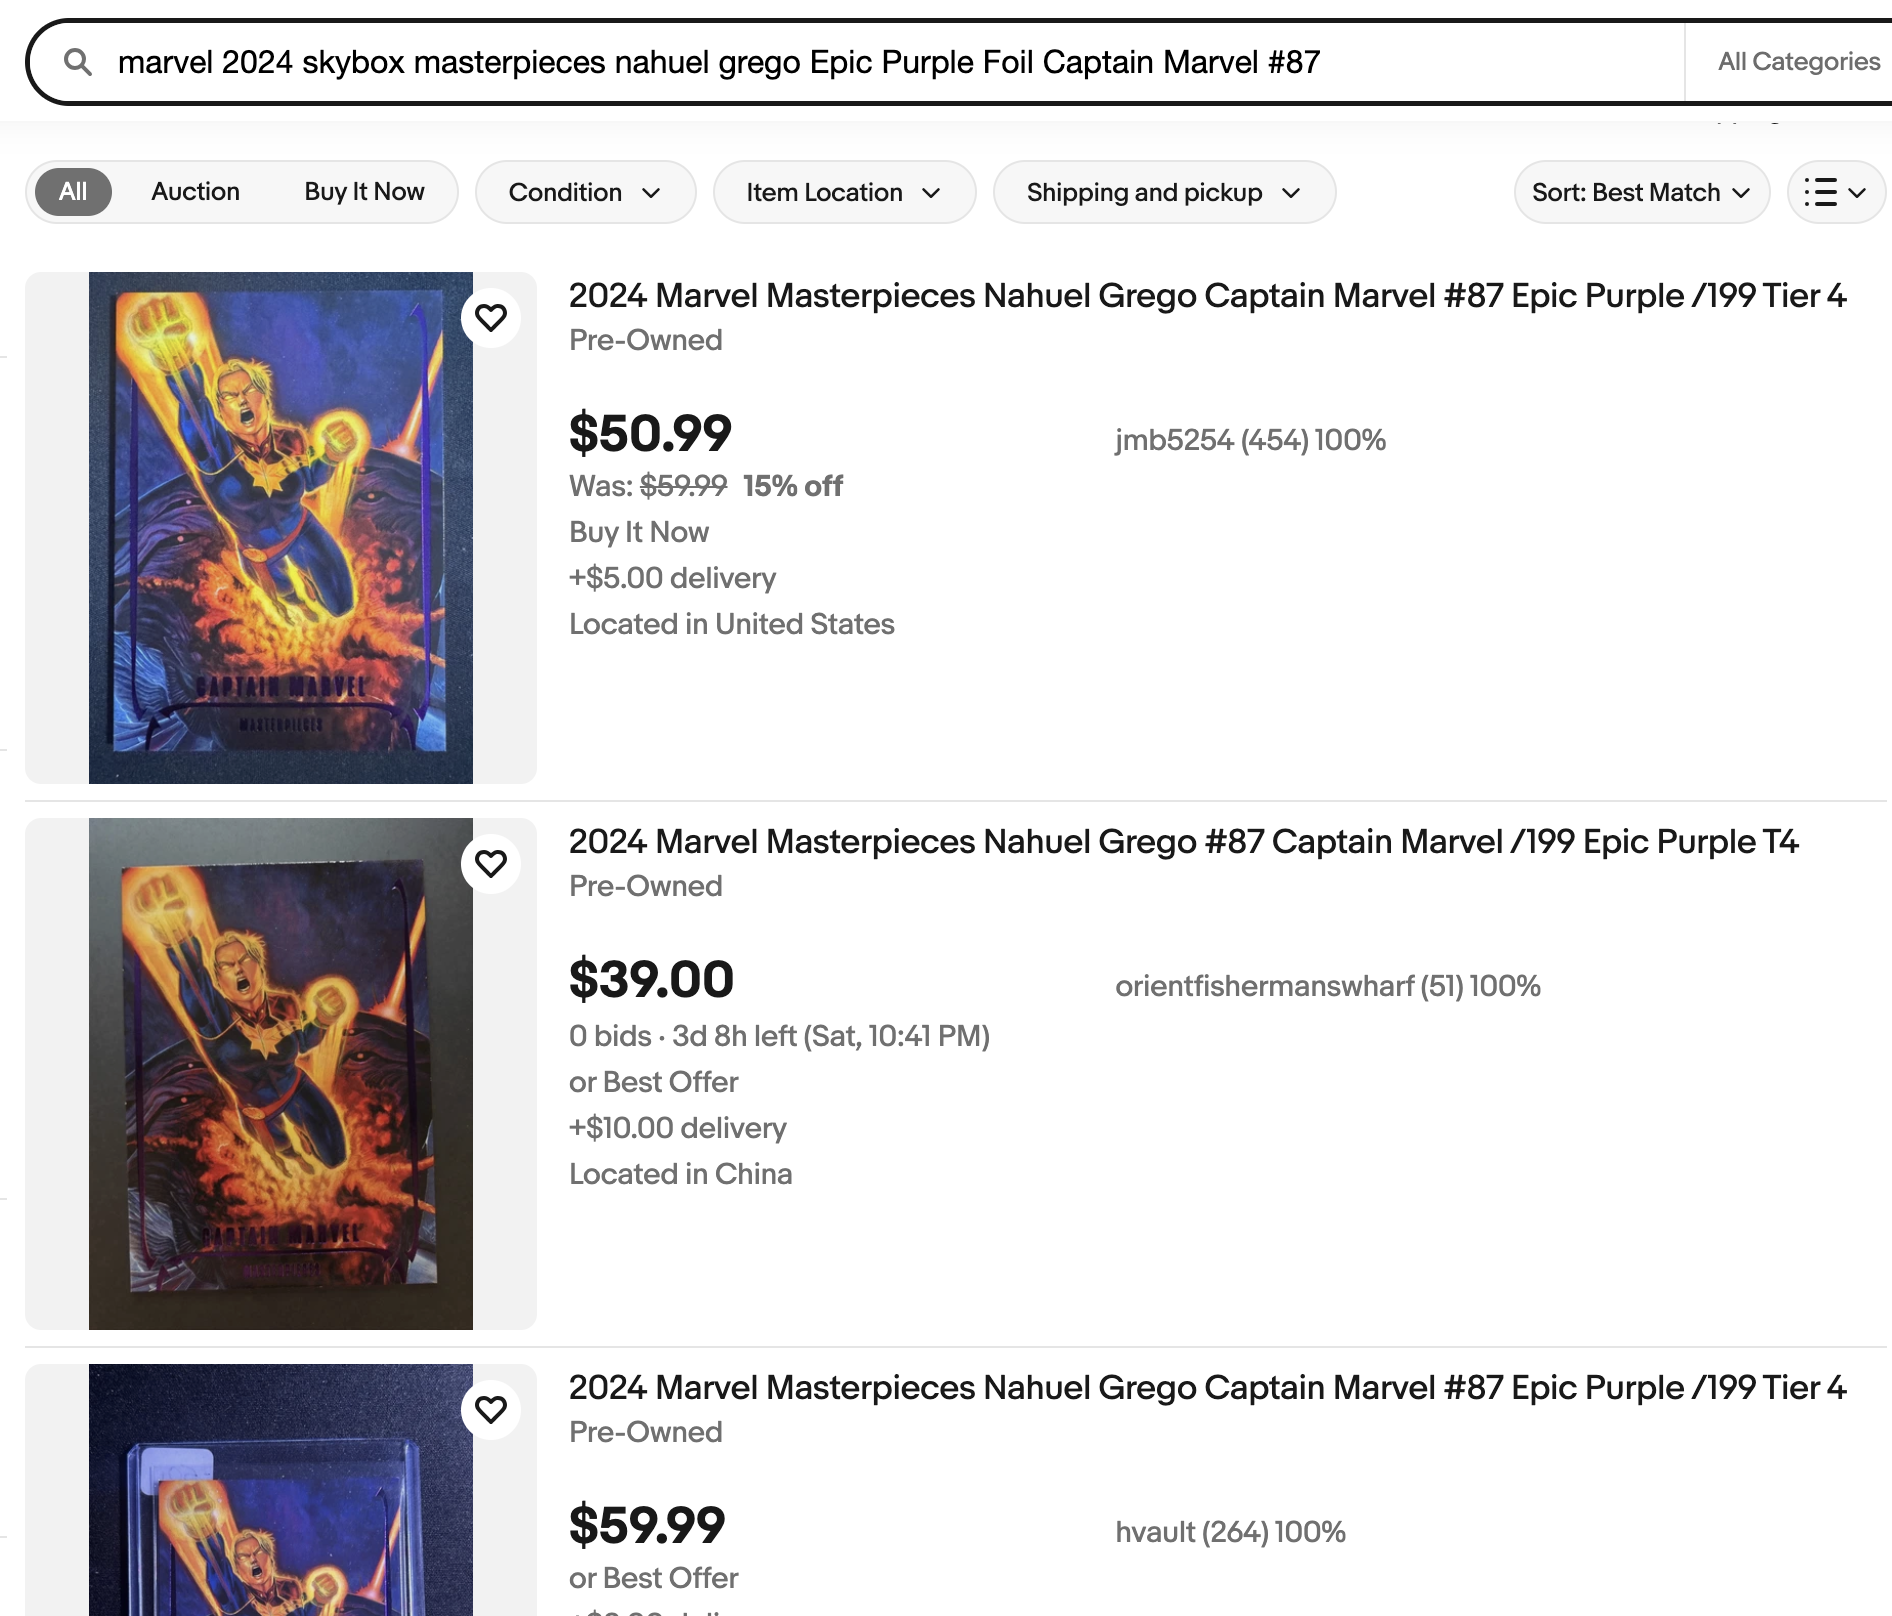 marvel 2024 skybox masterpieces nahuel grego Epic Purple Foil Captain Marvel #87
All Categories
All
Auction
Buy It Now
Condition
Item Location
Shipping and pickup
Sort: Best Match
2024 Marvel Masterpieces Nahuel Grego Captain Marvel #87 Epic Purple /199 Tier 4
Pre-Owned
$50.99
jmb5254 (454) 100%
Was: $59.99 15% off
Buy It Now
+$5.00 delivery
Located in United States
CAPTAIN MARVEL
MASTERPIECES
2024 Marvel Masterpieces Nahuel Grego #87 Captain Marvel /199 Epic Purple T4
Pre-Owned
$39.00
orientfishermanswharf (51) 100%
0 bids · 3d 8h left (Sat, 10:41 PM)
or Best Offer
+$10.00 delivery
Located in China
CAPTAIN MARVEL
MASTERPIECES
2024 Marvel Masterpieces Nahuel Grego Captain Marvel #87 Epic Purple /199 Tier 4
Pre-Owned
$59.99
hvault (264) 100%
or Best Offer